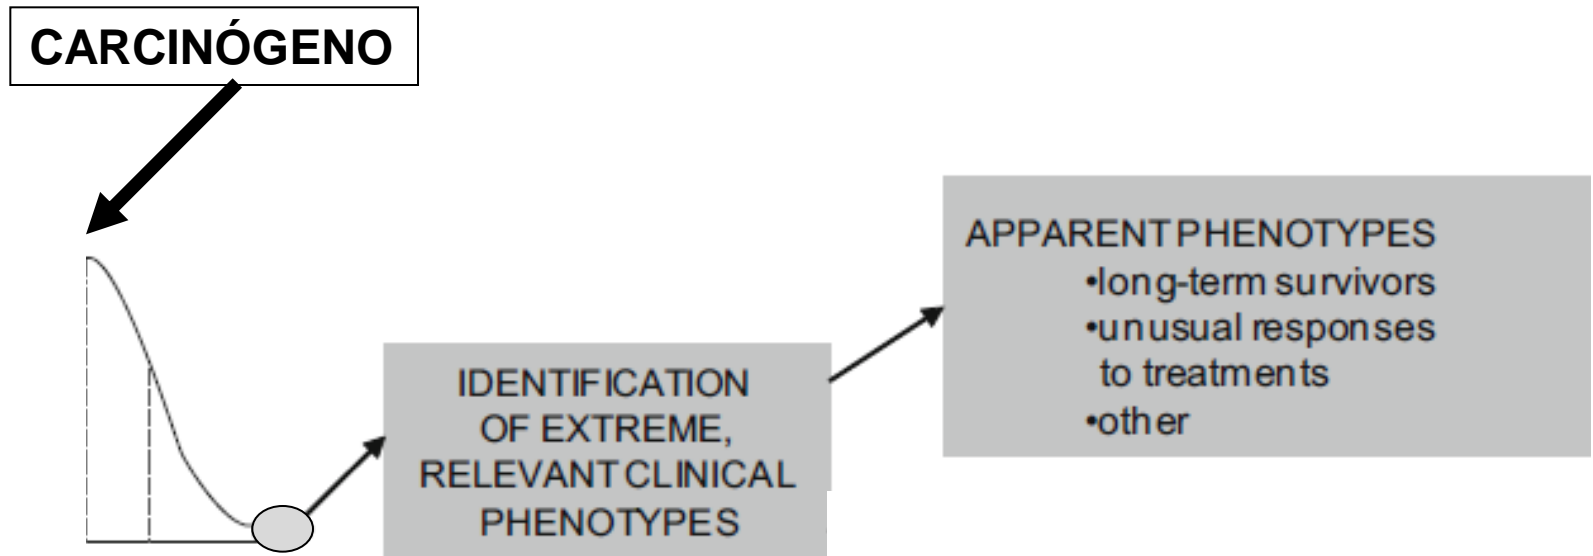 CARCINÓGENO
IDENTIFICATION
OF EXTREME,
RELEVANT CLINICAL
PHENOTYPES
APPARENT PHENOTYPES
•long-term survivors
•unusual responses
to treatments
•other